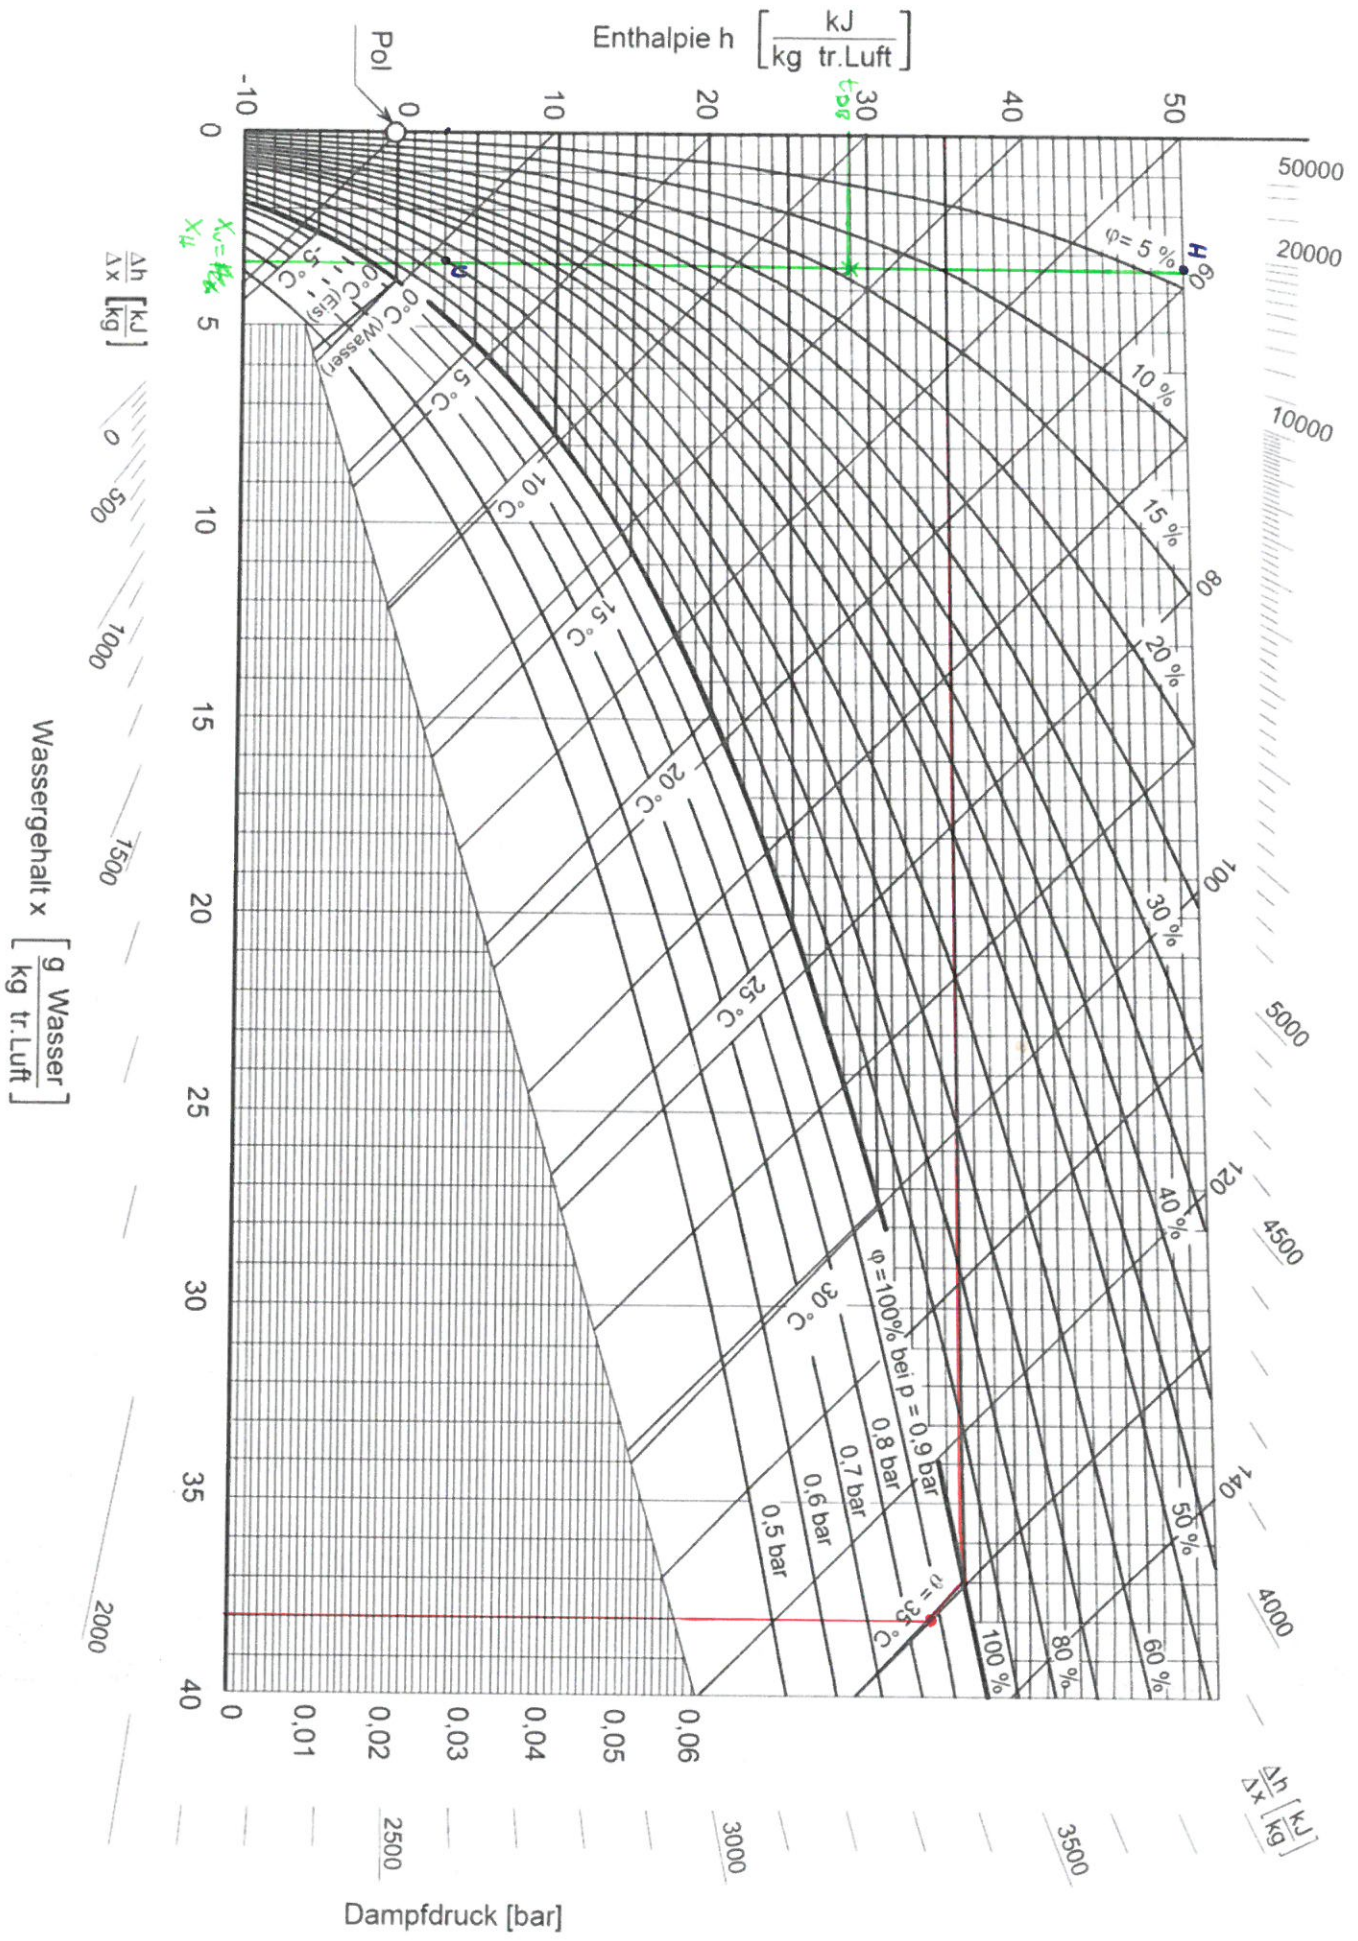 Enthalpie h [ kJ / kg tr.Luft ]
Pol
-10
0
10
20
30
40
50
t_DB
50000
20000
10000
5000
4500
4000
Δh/Δx [ kJ / kg ]
H
60
80
100
120
140
φ= 5 %
10 %
15 %
20 %
30 %
40 %
50 %
60 %
80 %
100 %
-5 °C
0°C (Eis)
0°C (Wasser)
5 °C
10 °C
15 °C
20 °C
25 °C
30 °C
35 °C
φ =100% bei p = 0,9 bar
0,8 bar
0,7 bar
0,6 bar
0,5 bar
0
5
10
15
20
25
30
35
40
Wassergehalt x [ g Wasser / kg tr.Luft ]
Δh/Δx [ kJ / kg ]
0
500
1000
1500
2000
2500
3000
3500
0
0,01
0,02
0,03
0,04
0,05
0,06
Dampfdruck [bar]